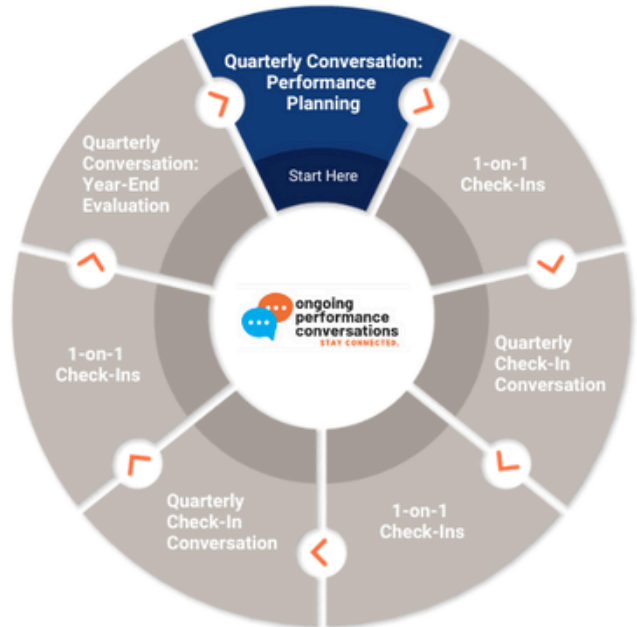 Quarterly Conversation:
Performance
Planning
Start Here
1-on-1
Check-Ins
Quarterly
Check-In
Conversation
1-on-1
Check-Ins
Quarterly
Check-In
Conversation
1-on-1
Check-Ins
Quarterly
Conversation:
Year-End
Evaluation
ongoing
performance
conversations
STAY CONNECTED.